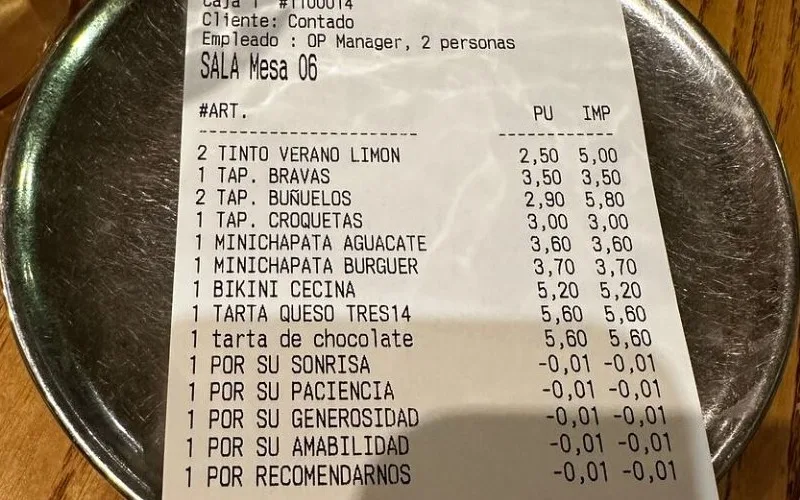 Caja 1 #1100014
Cliente: Contado
Empleado : OP Manager, 2 personas
SALA Mesa 06
#ART. PU IMP
2 TINTO VERANO LIMON 2,50 5,00
1 TAP. BRAVAS 3,50 3,50
2 TAP. BUÑUELOS 2,90 5,80
1 TAP. CROQUETAS 3,00 3,00
1 MINICHAPATA AGUACATE 3,60 3,60
1 MINICHAPATA BURGUER 3,70 3,70
1 BIKINI CECINA 5,20 5,20
1 TARTA QUESO TRES14 5,60 5,60
1 tarta de chocolate 5,60 5,60
1 POR SU SONRISA -0,01 -0,01
1 POR SU PACIENCIA -0,01 -0,01
1 POR SU GENEROSIDAD -0,01 -0,01
1 POR SU AMABILIDAD -0,01 -0,01
1 POR RECOMENDARNOS -0,01 -0,01